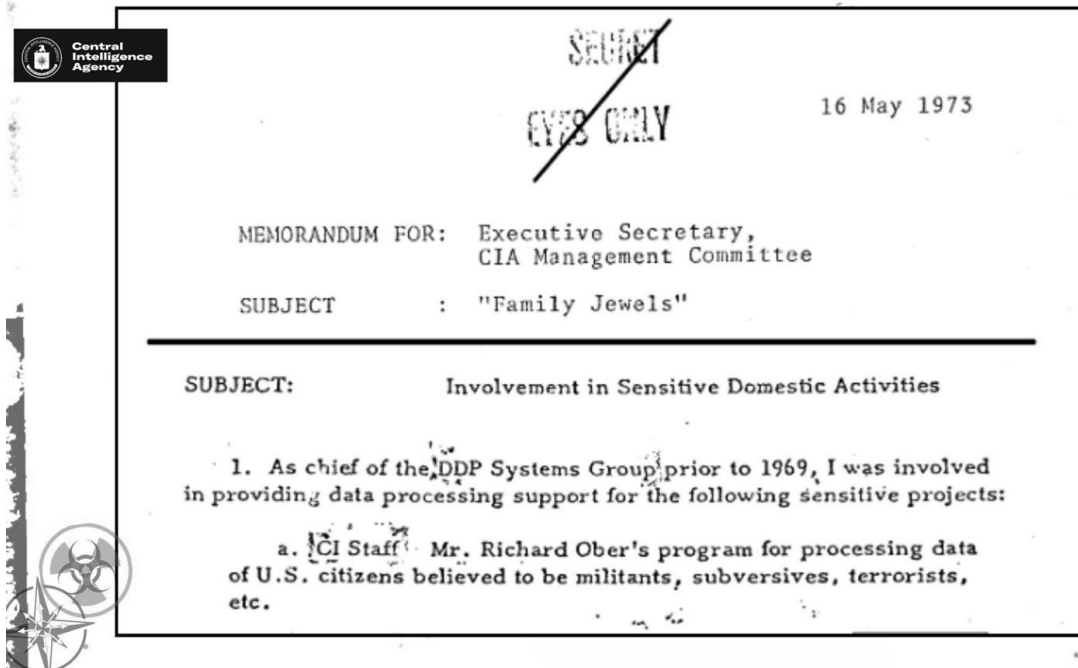 Central
Intelligence
Agency
SECRET
EYES ONLY
16 May 1973
MEMORANDUM FOR: Executive Secretary,
CIA Management Committee
SUBJECT : "Family Jewels"
SUBJECT: Involvement in Sensitive Domestic Activities
1. As chief of the DDP Systems Group prior to 1969, I was involved
in providing data processing support for the following sensitive projects:
a. CI Staff Mr. Richard Ober's program for processing data
of U.S. citizens believed to be militants, subversives, terrorists,
etc.